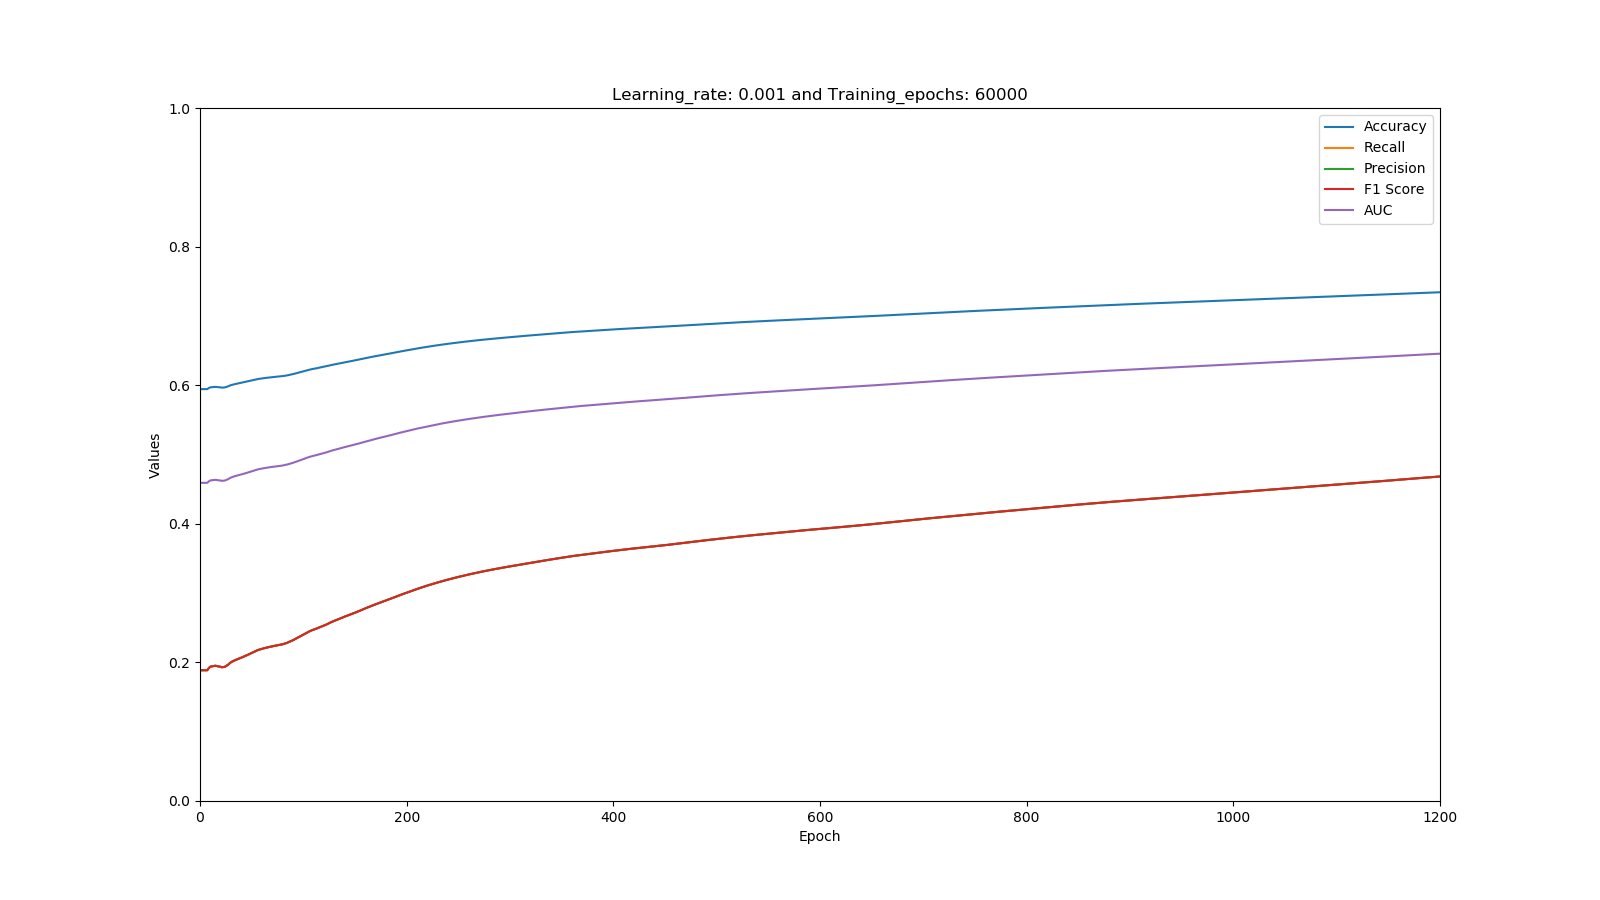 Learning_rate: 0.001 and Training_epochs: 60000
1.0
0.8
0.6
0.4
0.2
0.0
Values
Accuracy
Recall
Precision
F1 Score
AUC
0 200 400 600 800 1000 1200
Epoch